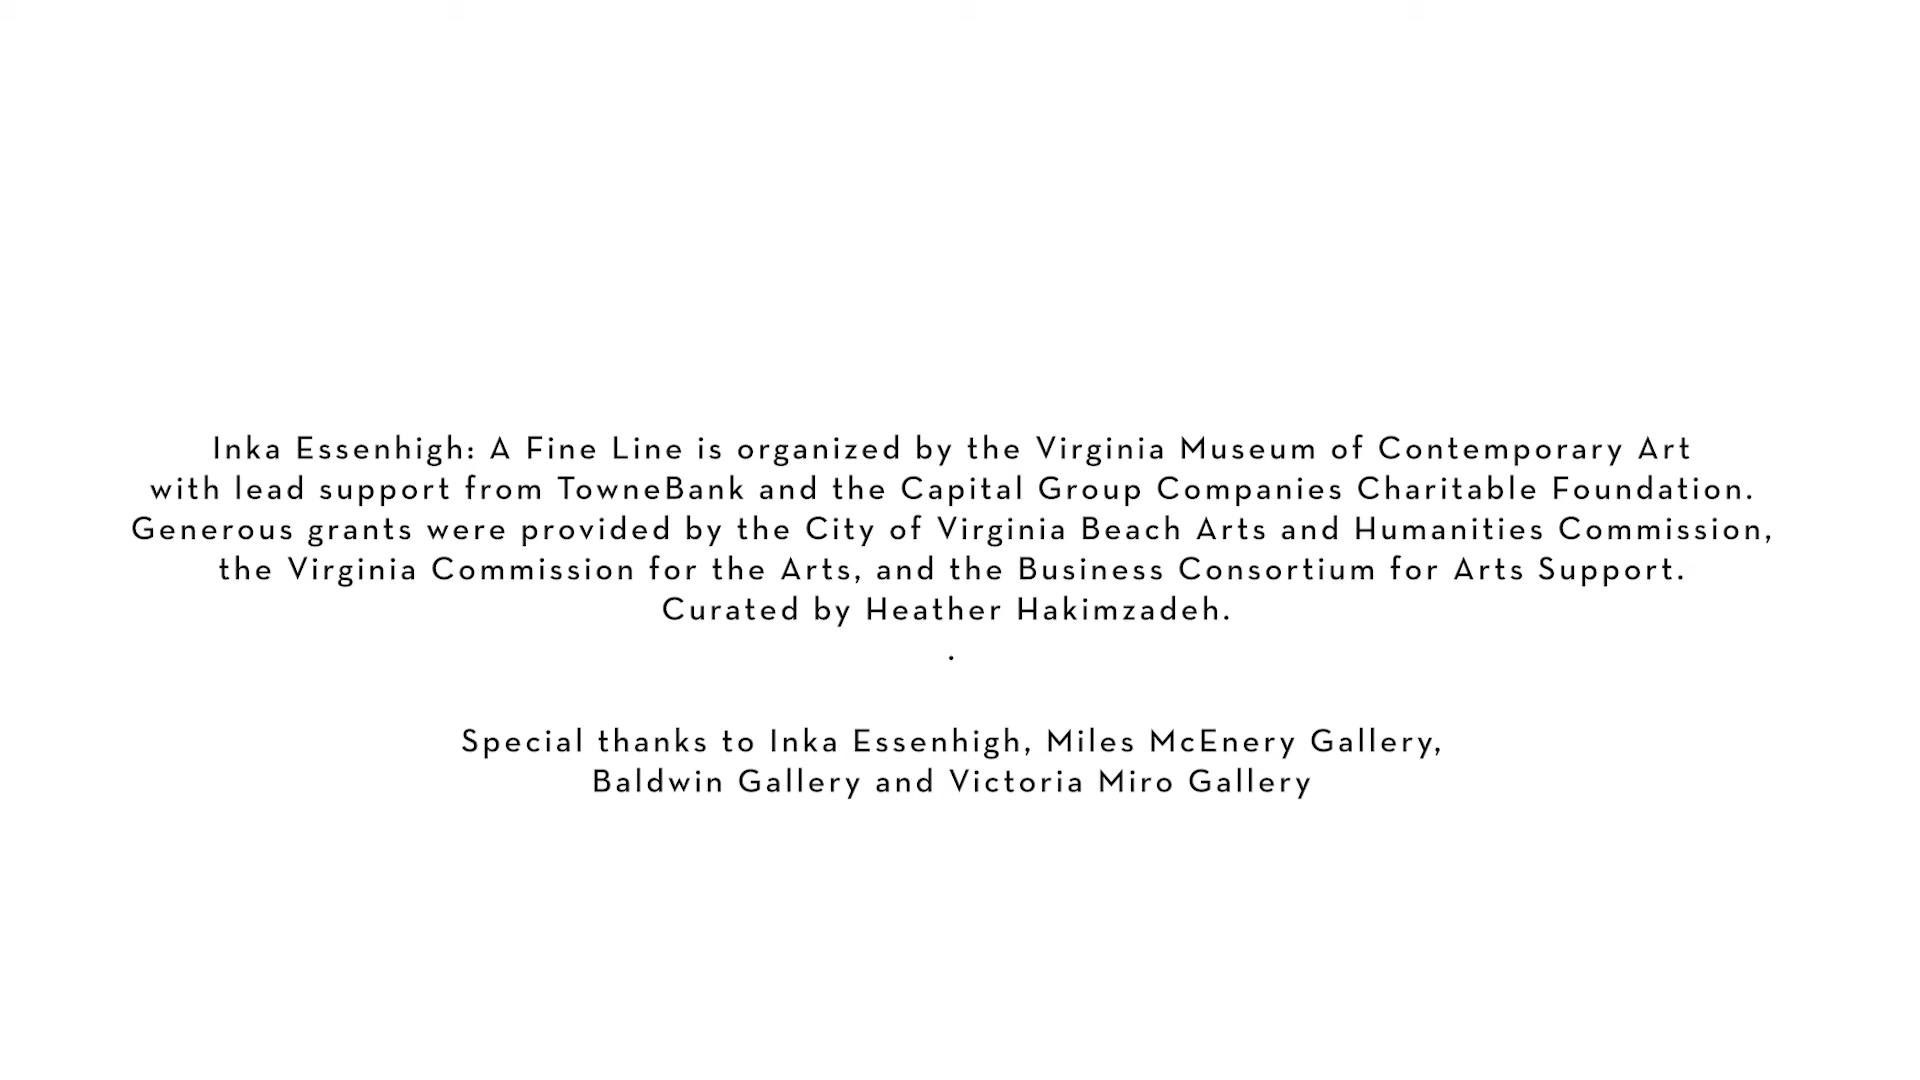 Inka Essenhigh: A Fine Line is organized by the Virginia Museum of Contemporary Art
with lead support from TowneBank and the Capital Group Companies Charitable Foundation.
Generous grants were provided by the City of Virginia Beach Arts and Humanities Commission,
the Virginia Commission for the Arts, and the Business Consortium for Arts Support.
Curated by Heather Hakimzadeh.
.
Special thanks to Inka Essenhigh, Miles McEnery Gallery,
Baldwin Gallery and Victoria Miro Gallery